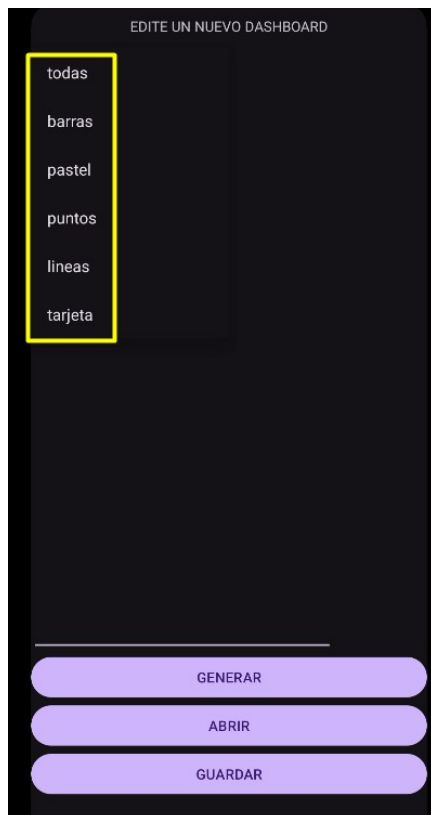 EDITE UN NUEVO DASHBOARD
todas
barras
pastel
puntos
lineas
tarjeta
GENERAR
ABRIR
GUARDAR